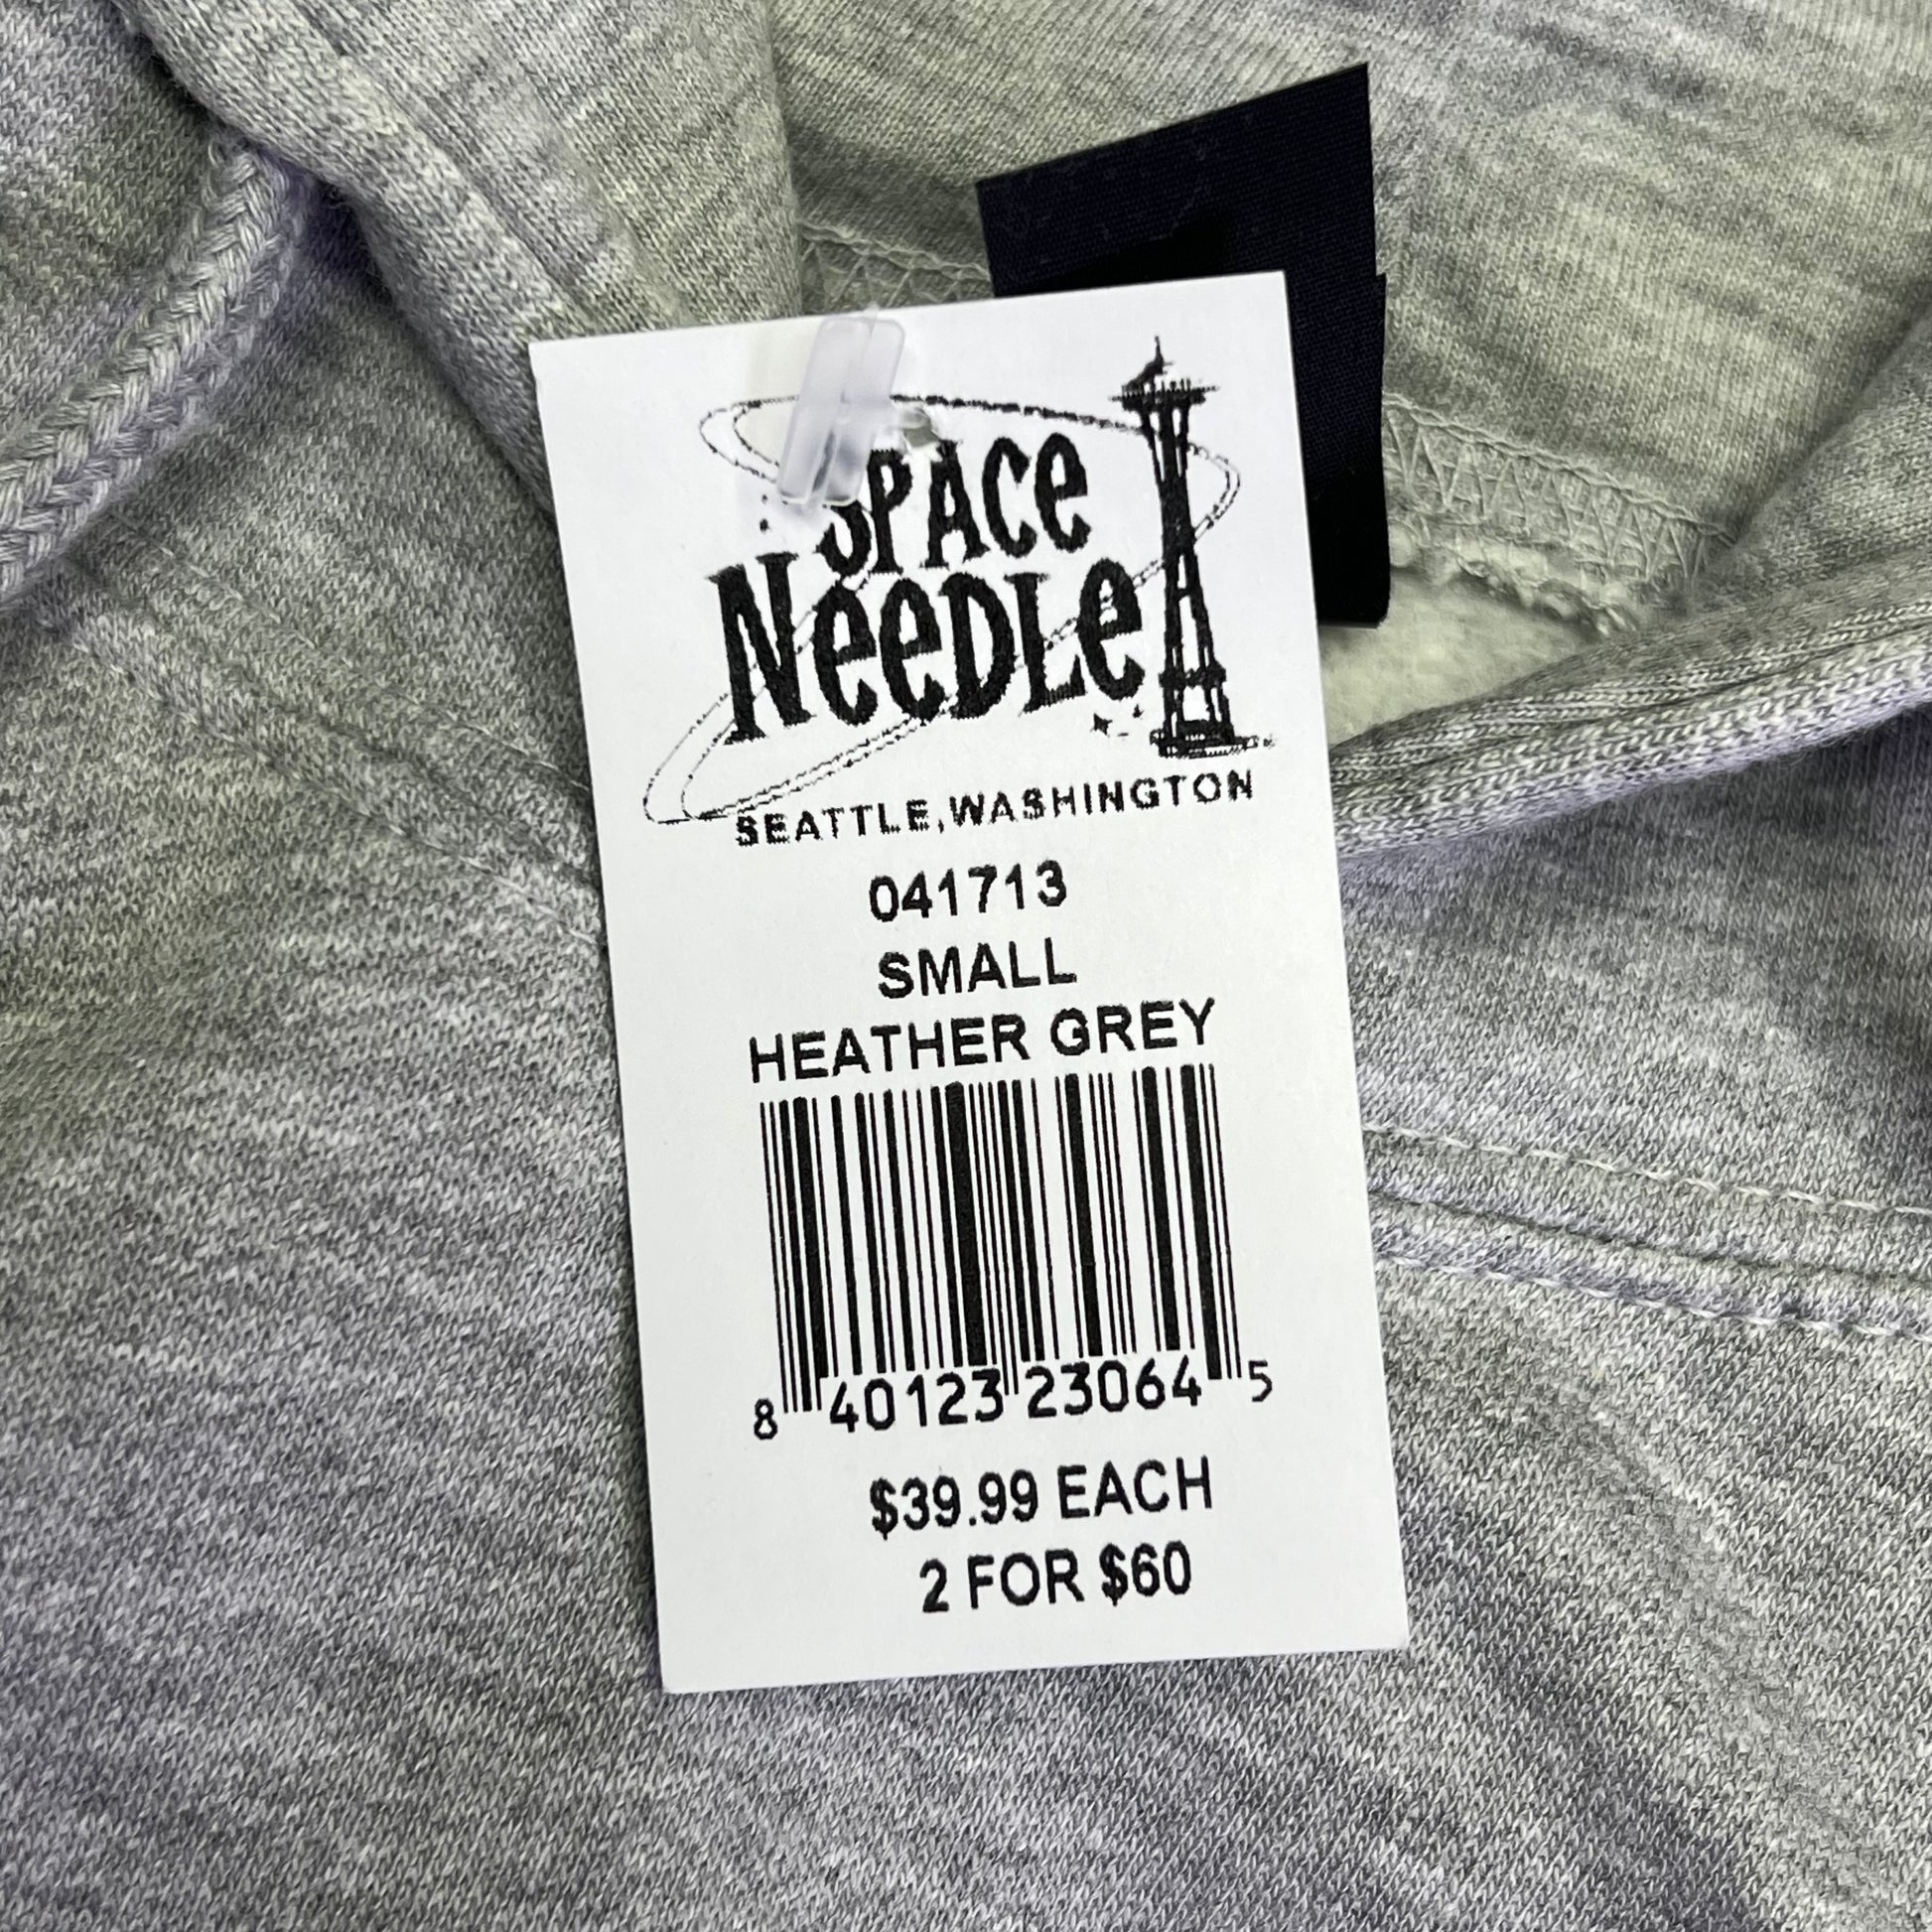 SPACE
NEEDLE
SEATTLE, WASHINGTON
041713
SMALL
HEATHER GREY
8 40123 23064 5
$39.99 EACH
2 FOR $60